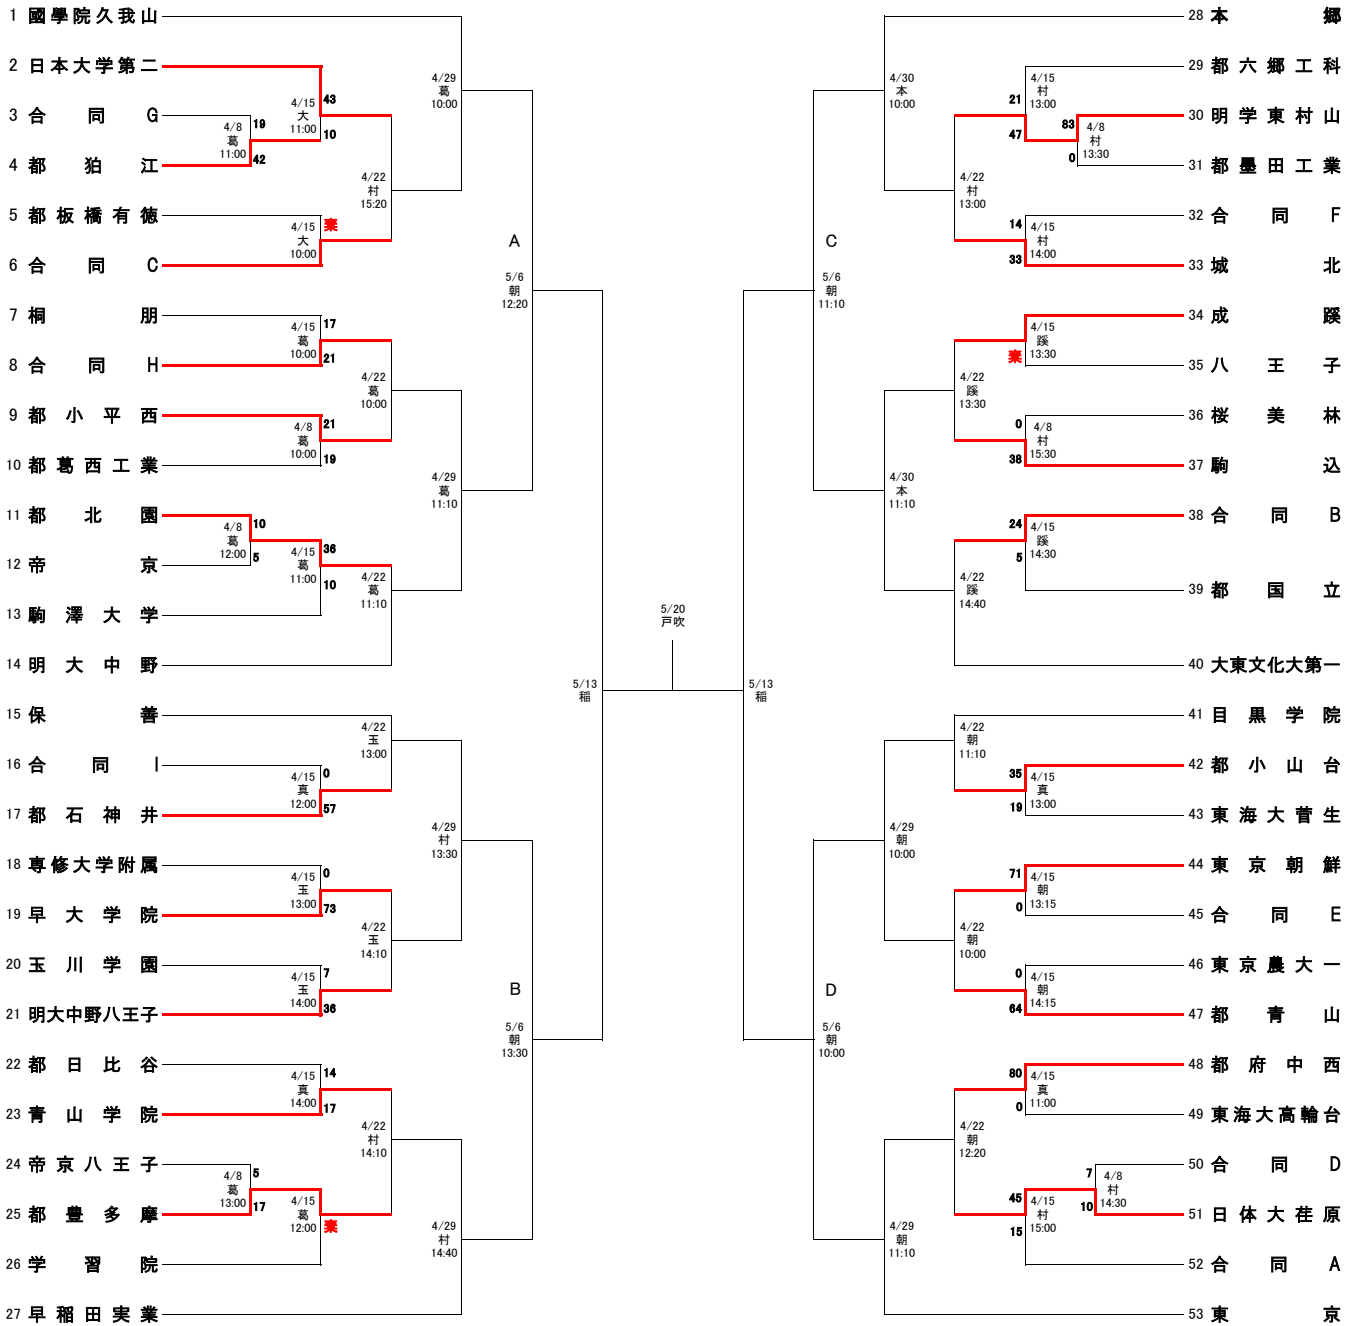 1 國學院久我山
2 日本大学第二
3 合同G
4 都狛江
5 都板橋有徳
6 合同C
7 桐朋
8 合同H
9 都小平西
10 都葛西工業
11 都北園
12 帝京
13 駒澤大学
14 明大中野
15 保善
16 合同I
17 都石神井
18 専修大学附属
19 早大学院
20 玉川学園
21 明大中野八王子
22 都日比谷
23 青山学院
24 帝京八王子
25 都豊多摩
26 学習院
27 早稲田実業
4/8
葛
11:00
19
42
4/8
葛
12:00
10
5
4/8
葛
13:00
5
17
4/15
大
11:00
43
10
4/15
大
10:00
棄
4/15
葛
10:00
17
21
4/8
葛
10:00
21
19
4/15
葛
11:00
36
10
4/15
真
12:00
0
57
4/15
玉
13:00
0
73
4/15
玉
14:00
7
36
4/15
真
14:00
14
17
4/15
葛
12:00
棄
4/22
村
15:20
4/22
葛
10:00
4/22
葛
11:10
4/22
玉
13:00
4/22
玉
14:10
4/22
村
14:10
4/29
葛
10:00
4/29
葛
11:10
4/29
村
13:30
4/29
村
14:40
A
5/6
朝
12:20
B
5/6
朝
13:30
5/13
稲
5/20
戸吹
5/13
稲
C
5/6
朝
11:10
D
5/6
朝
10:00
4/30
本
10:00
4/30
本
11:10
4/29
朝
10:00
4/29
朝
11:10
4/22
村
13:00
4/22
蹊
13:30
4/22
蹊
14:40
4/22
朝
11:10
4/22
朝
10:00
4/22
朝
12:20
21
47
4/15
村
13:00
83
0
4/8
村
13:30
14
33
4/15
村
14:00
棄
4/15
蹊
13:30
0
38
4/8
村
15:30
24
5
4/15
蹊
14:30
35
19
4/15
真
13:00
71
0
4/15
朝
13:15
0
64
4/15
朝
14:15
80
0
4/15
真
11:00
45
15
4/15
村
15:00
7
10
4/8
村
14:30
28 本郷
29 都六郷工科
30 明学東村山
31 都墨田工業
32 合同F
33 城北
34 成蹊
35 八王子
36 桜美林
37 駒込
38 合同B
39 都国立
40 大東文化大第一
41 目黒学院
42 都小山台
43 東海大菅生
44 東京朝鮮
45 合同E
46 東京農大一
47 都青山
48 都府中西
49 東海大高輪台
50 合同D
51 日体大荏原
52 合同A
53 東京